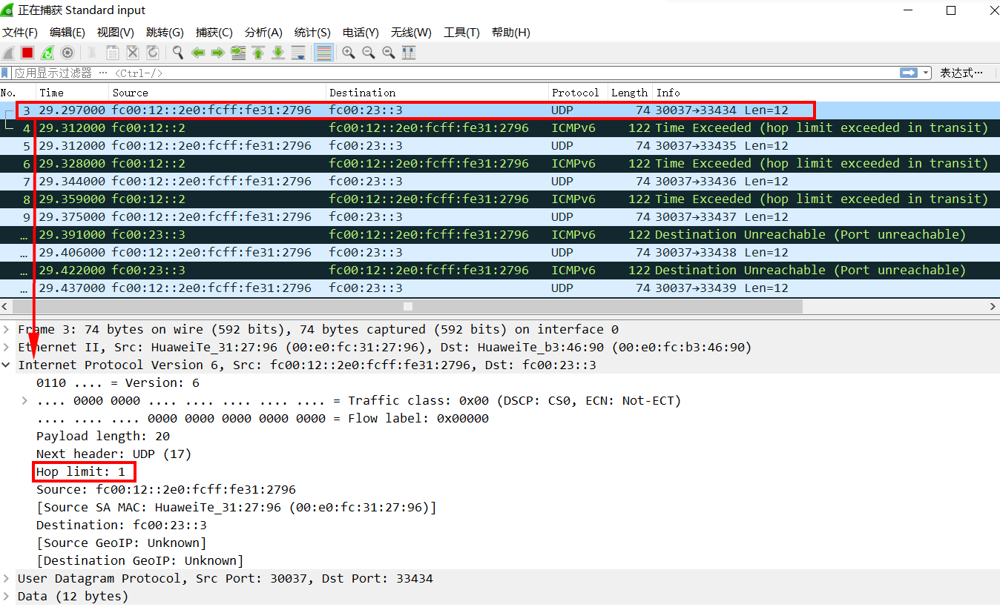 正在捕获 Standard input
文件(F) 编辑(E) 视图(V) 跳转(G) 捕获(C) 分析(A) 统计(S) 电话(Y) 无线(W) 工具(T) 帮助(H)
应用显示过滤器 … <Ctrl-/> 表达式…
No. Time Source Destination Protocol Length Info
3 29.297000 fc00:12::2e0:fcff:fe31:2796 fc00:23::3 UDP 74 30037→33434 Len=12
4 29.312000 fc00:12::2 fc00:12::2e0:fcff:fe31:2796 ICMPv6 122 Time Exceeded (hop limit exceeded in transit)
5 29.312000 fc00:12::2e0:fcff:fe31:2796 fc00:23::3 UDP 74 30037→33435 Len=12
6 29.328000 fc00:12::2 fc00:12::2e0:fcff:fe31:2796 ICMPv6 122 Time Exceeded (hop limit exceeded in transit)
7 29.344000 fc00:12::2e0:fcff:fe31:2796 fc00:23::3 UDP 74 30037→33436 Len=12
8 29.359000 fc00:12::2 fc00:12::2e0:fcff:fe31:2796 ICMPv6 122 Time Exceeded (hop limit exceeded in transit)
9 29.375000 fc00:12::2e0:fcff:fe31:2796 fc00:23::3 UDP 74 30037→33437 Len=12
… 29.391000 fc00:23::3 fc00:12::2e0:fcff:fe31:2796 ICMPv6 122 Destination Unreachable (Port unreachable)
… 29.406000 fc00:12::2e0:fcff:fe31:2796 fc00:23::3 UDP 74 30037→33438 Len=12
… 29.422000 fc00:23::3 fc00:12::2e0:fcff:fe31:2796 ICMPv6 122 Destination Unreachable (Port unreachable)
… 29.437000 fc00:12::2e0:fcff:fe31:2796 fc00:23::3 UDP 74 30037→33439 Len=12
Frame 3: 74 bytes on wire (592 bits), 74 bytes captured (592 bits) on interface 0
Ethernet II, Src: HuaweiTe_31:27:96 (00:e0:fc:31:27:96), Dst: HuaweiTe_b3:46:90 (00:e0:fc:b3:46:90)
Internet Protocol Version 6, Src: fc00:12::2e0:fcff:fe31:2796, Dst: fc00:23::3
0110 .... = Version: 6
.... 0000 0000 .... .... .... .... .... = Traffic class: 0x00 (DSCP: CS0, ECN: Not-ECT)
.... .... .... 0000 0000 0000 0000 0000 = Flow label: 0x00000
Payload length: 20
Next header: UDP (17)
Hop limit: 1
Source: fc00:12::2e0:fcff:fe31:2796
[Source SA MAC: HuaweiTe_31:27:96 (00:e0:fc:31:27:96)]
Destination: fc00:23::3
[Source GeoIP: Unknown]
[Destination GeoIP: Unknown]
User Datagram Protocol, Src Port: 30037, Dst Port: 33434
Data (12 bytes)